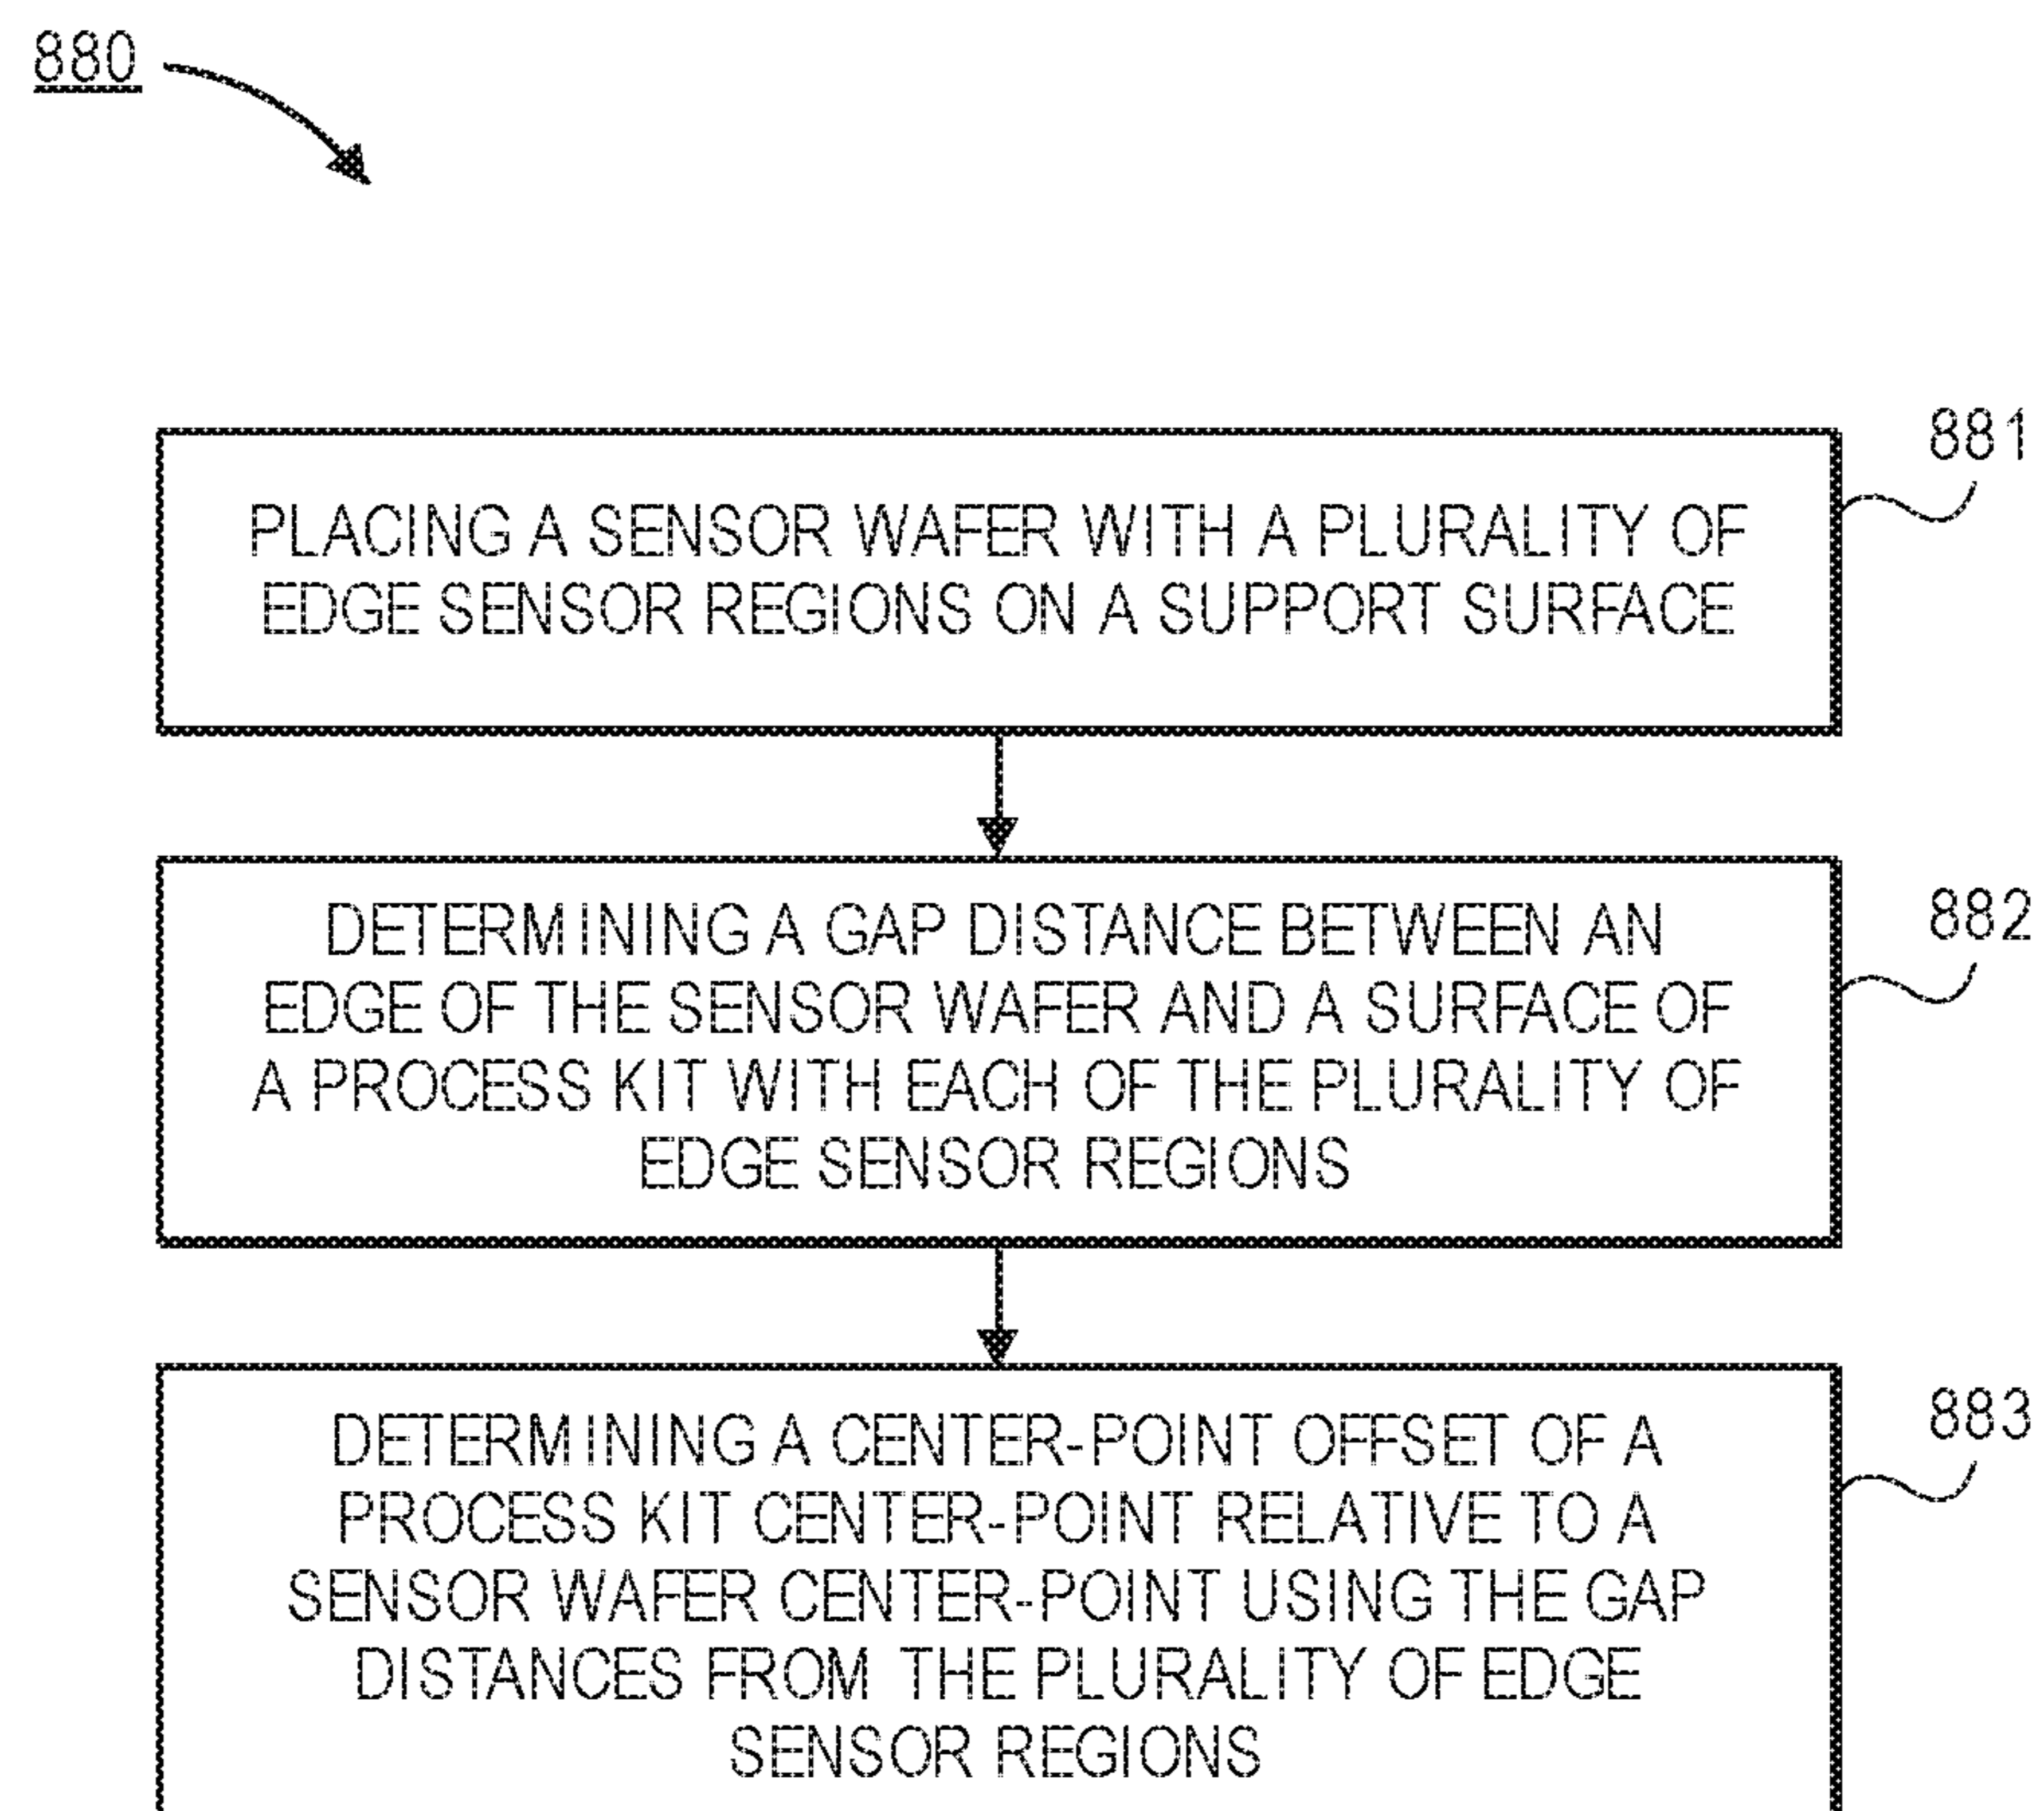 880
881
PLACING A SENSOR WAFER WITH A PLURALITY OF
EDGE SENSOR REGIONS ON A SUPPORT SURFACE
882
DETERMINING A GAP DISTANCE BETWEEN AN
EDGE OF THE SENSOR WAFER AND A SURFACE OF
A PROCESS KIT WITH EACH OF THE PLURALITY OF
EDGE SENSOR REGIONS
883
DETERMINING A CENTER-POINT OFFSET OF A
PROCESS KIT CENTER-POINT RELATIVE TO A
SENSOR WAFER CENTER-POINT USING THE GAP
DISTANCES FROM THE PLURALITY OF EDGE
SENSOR REGIONS